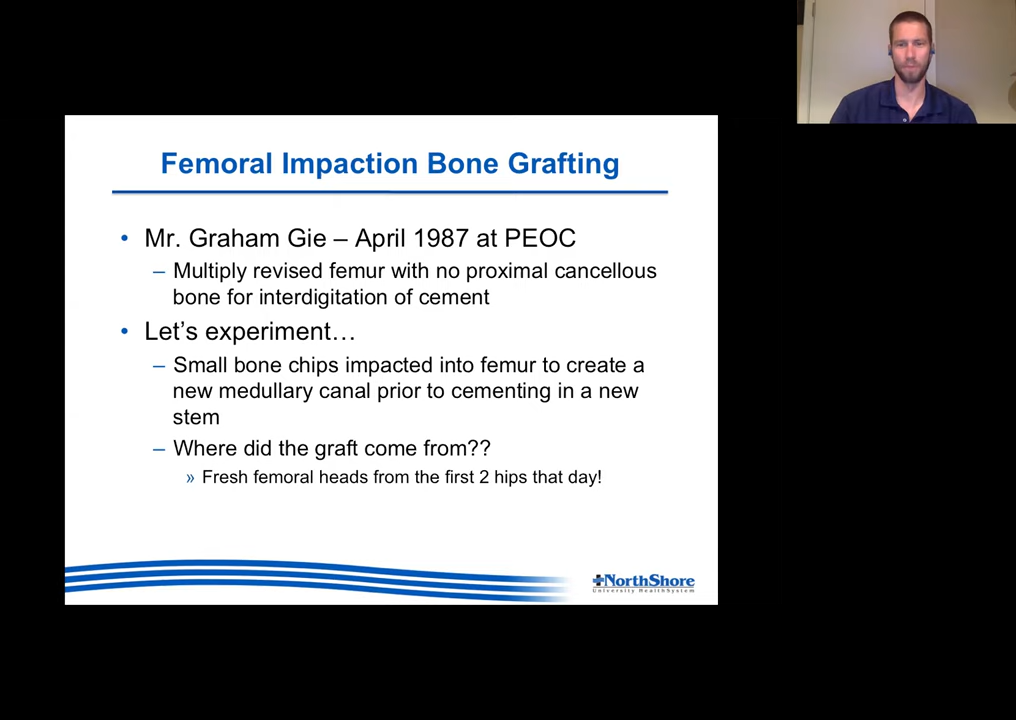 Femoral Impaction Bone Grafting
• Mr. Graham Gie – April 1987 at PEOC
– Multiply revised femur with no proximal cancellous
bone for interdigitation of cement
• Let's experiment…
– Small bone chips impacted into femur to create a
new medullary canal prior to cementing in a new
stem
– Where did the graft come from??
» Fresh femoral heads from the first 2 hips that day!
NorthShore
University HealthSystem